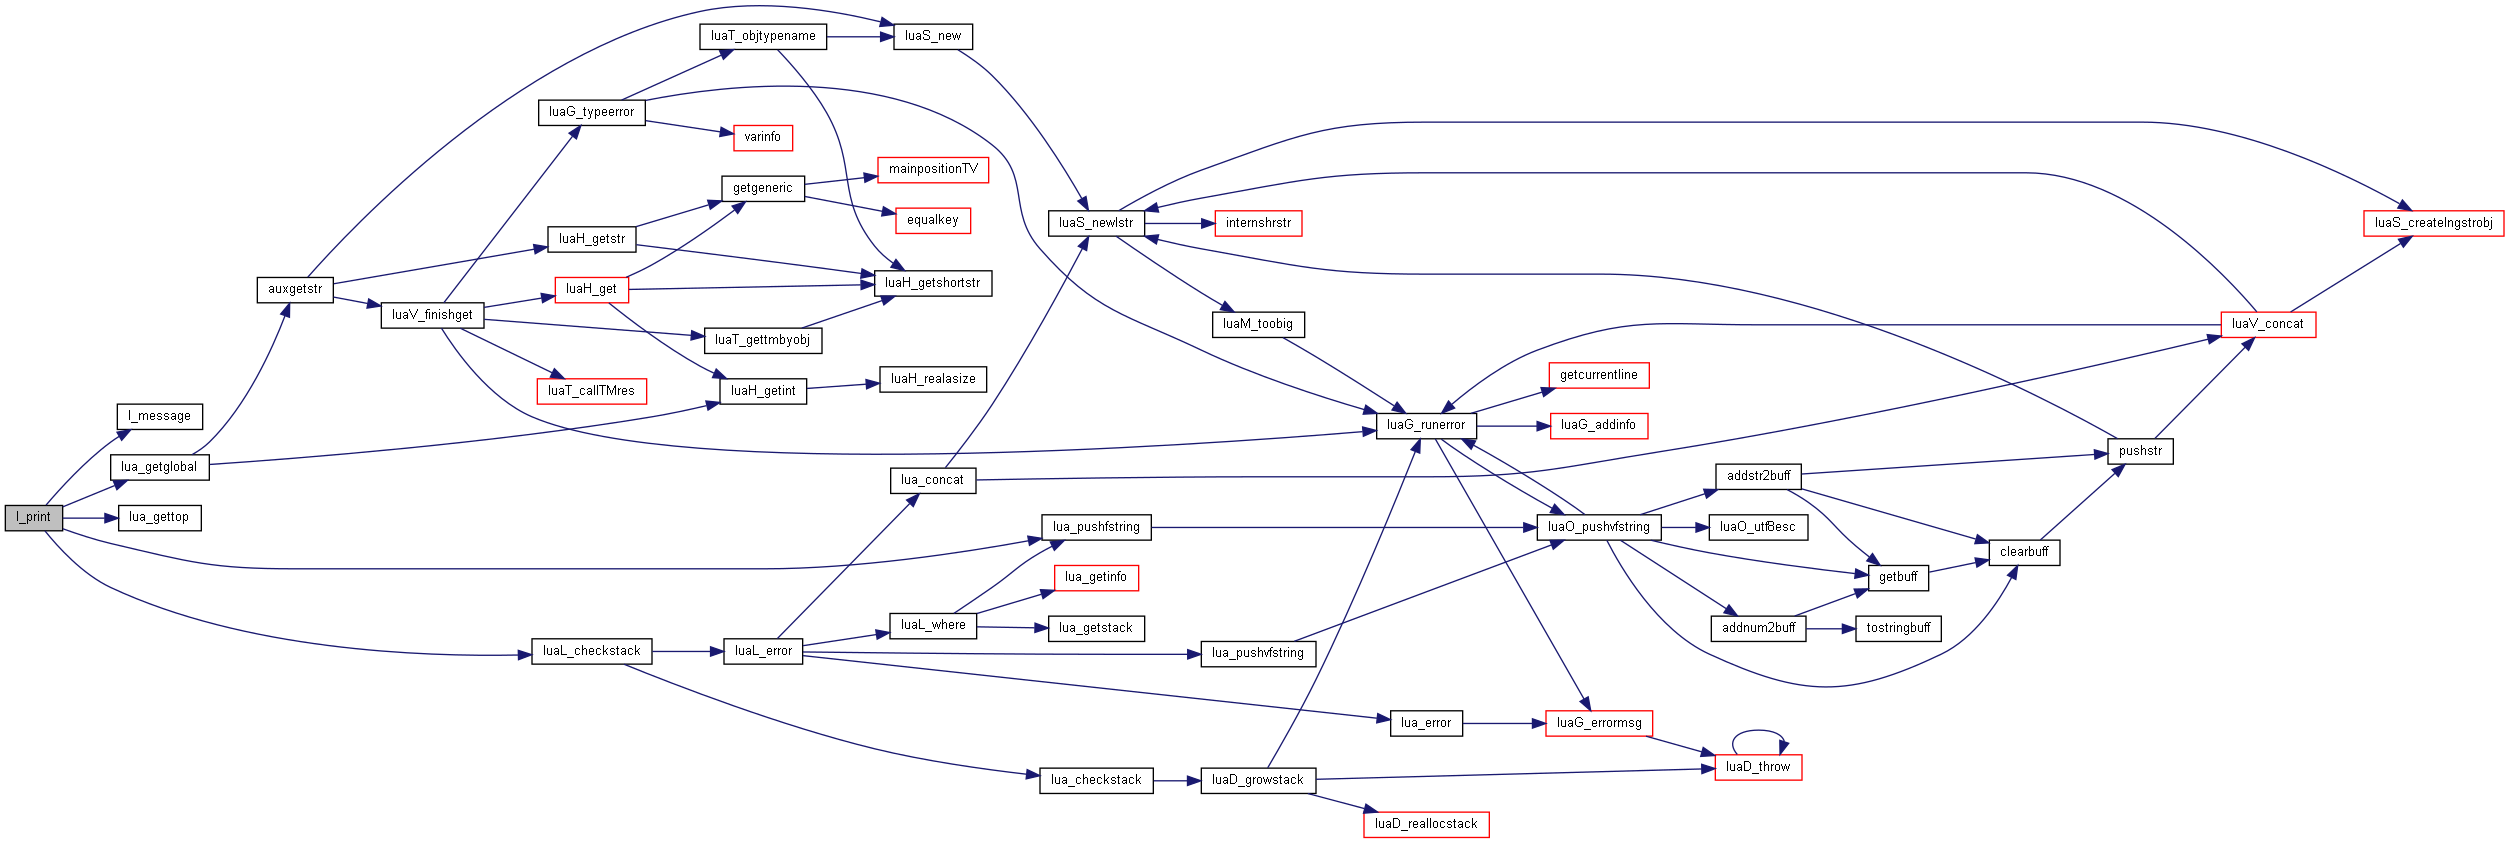 l_print
l_message
lua_getglobal
lua_gettop
auxgetstr
luaV_finishget
luaG_typeerror
luaH_getstr
luaH_get
luaT_callTMres
luaL_checkstack
luaT_objtypename
varinfo
getgeneric
luaT_gettmbyobj
luaH_getint
luaL_error
luaS_new
mainpositionTV
equalkey
luaH_getshortstr
luaH_realasize
lua_concat
luaL_where
luaS_newlstr
lua_pushfstring
lua_getinfo
lua_getstack
lua_checkstack
internshrstr
luaM_toobig
lua_pushvfstring
luaD_growstack
luaG_runerror
lua_error
luaD_reallocstack
getcurrentline
luaG_addinfo
luaO_pushvfstring
luaG_errormsg
addstr2buff
luaO_utf8esc
addnum2buff
luaD_throw
getbuff
tostringbuff
clearbuff
pushstr
luaV_concat
luaS_createlngstrobj